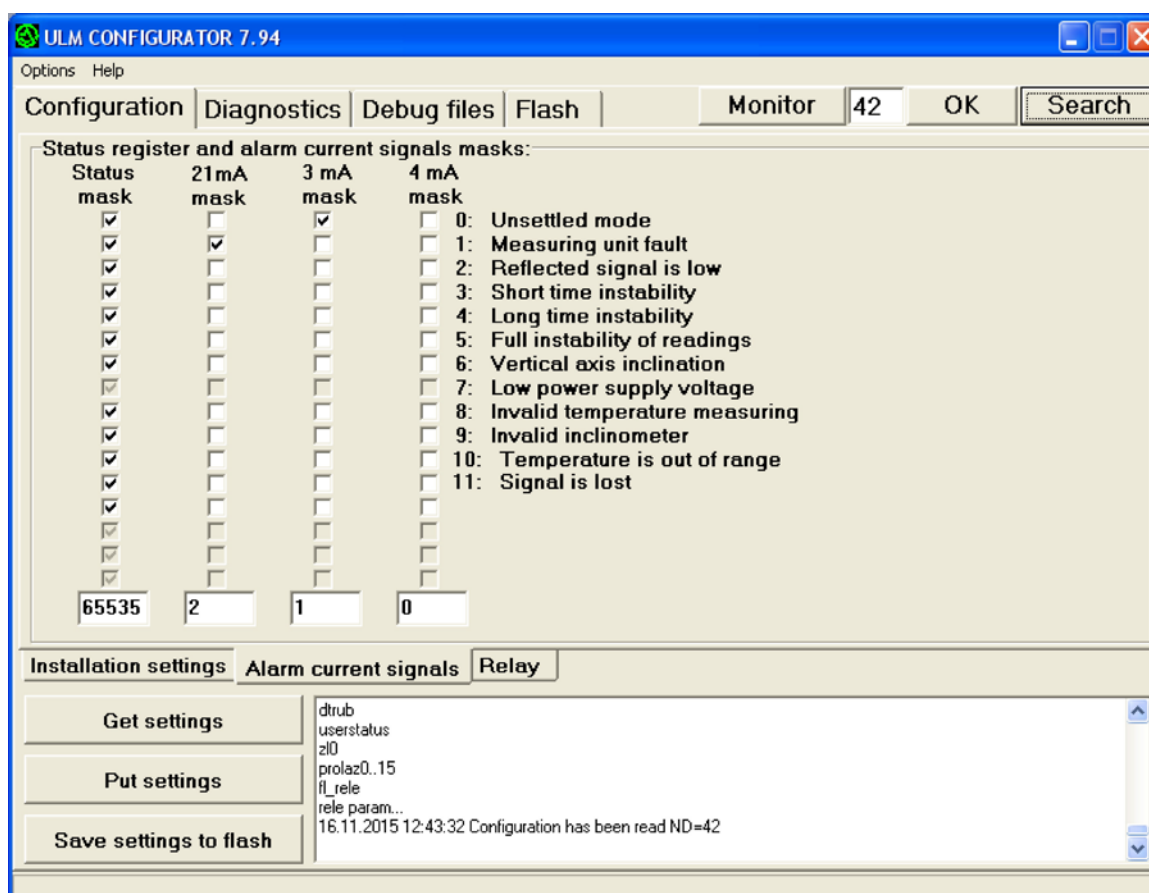 ULM CONFIGURATOR 7.94
Options Help
Configuration Diagnostics Debug files Flash Monitor 42 OK Search
Status register and alarm current signals masks:
Status 21mA 3 mA 4 mA
mask mask mask mask
0: Unsettled mode
1: Measuring unit fault
2: Reflected signal is low
3: Short time instability
4: Long time instability
5: Full instability of readings
6: Vertical axis inclination
7: Low power supply voltage
8: Invalid temperature measuring
9: Invalid inclinometer
10: Temperature is out of range
11: Signal is lost
65535 2 1 0
Installation settings Alarm current signals Relay
Get settings
Put settings
Save settings to flash
dtrub
userstatus
zl0
prolaz0..15
fl_rele
rele param...
16.11.2015 12:43:32 Configuration has been read ND=42